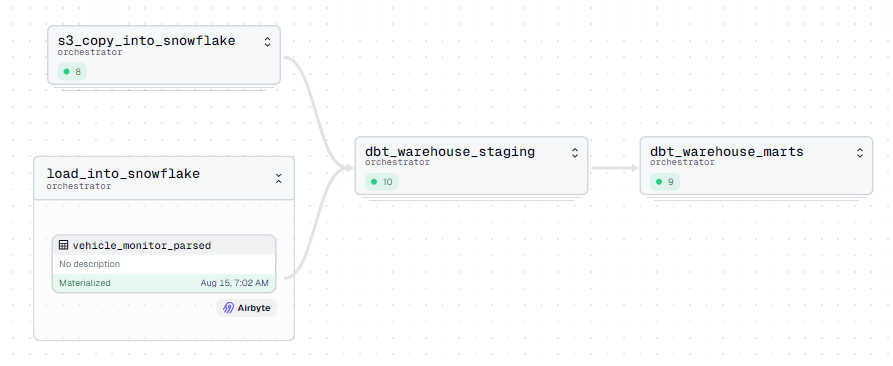 s3_copy_into_snowflake
orchestrator
8
load_into_snowflake
orchestrator
vehicle_monitor_parsed
No description
Materialized Aug 15, 7:02 AM
Airbyte
dbt_warehouse_staging
orchestrator
10
dbt_warehouse_marts
orchestrator
9